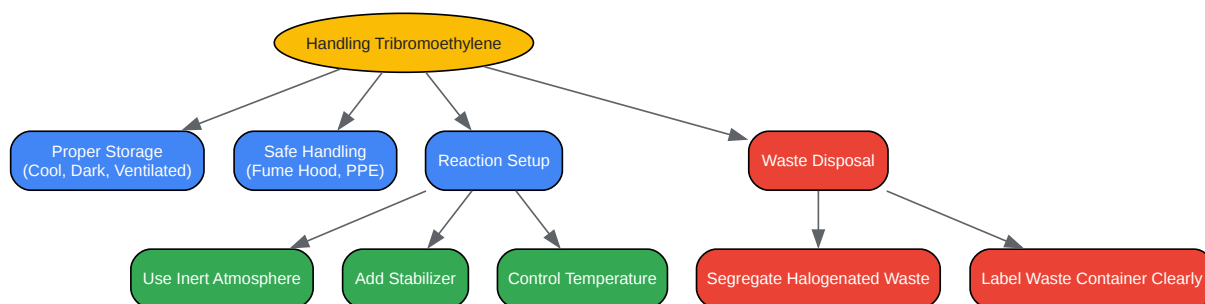 Handling Tribromoethylene
Proper Storage
(Cool, Dark, Ventilated)
Safe Handling
(Fume Hood, PPE)
Reaction Setup
Waste Disposal
Use Inert Atmosphere
Add Stabilizer
Control Temperature
Segregate Halogenated Waste
Label Waste Container Clearly